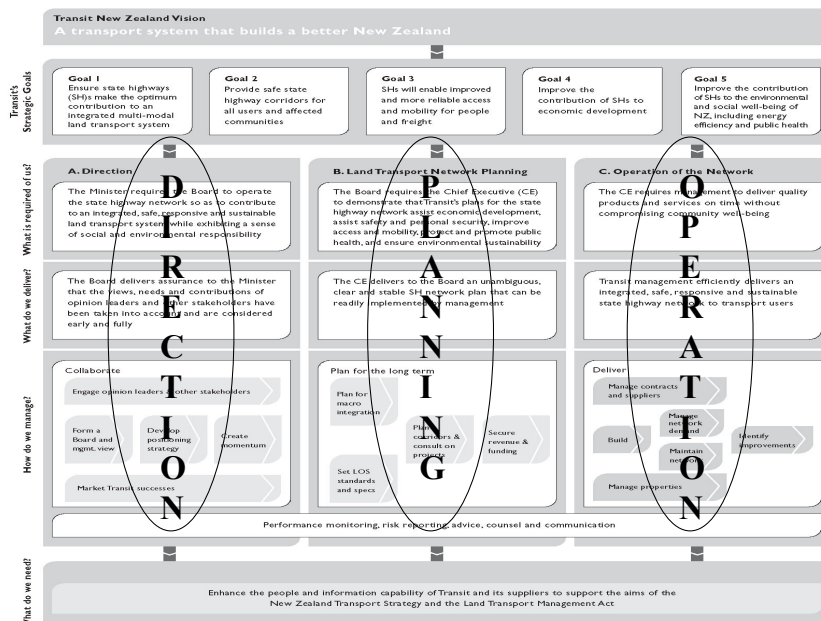 Transit New Zealand Vision
A transport system that builds a better New Zealand
Transit's
Strategic Goals
Goal 1
Ensure state highways
(SH)s make the optimum
contribution to an
integrated multi-modal
land transport system
Goal 2
Provide safe state
highway corridors for
all users and affected
communities
Goal 3
SHs will enable improved
and more reliable access
and mobility for people
and freight
Goal 4
Improve the
contribution of SHs to
economic development
Goal 5
Improve the contribution
of SHs to the environmental
and social well-being of
NZ, including energy
efficiency and public health
What is required of us?
A. Direction
The Minister requires the Board to operate
the state highway network so as to contribute
to an integrated, safe, responsive and sustainable
land transport system while exhibiting a sense
of social and environmental responsibility
B. Land Transport Network Planning
The Board requires the Chief Executive (CE)
to demonstrate that Transit's plans for the state
highway network assist economic development,
assist safety and personal security, improve
access and mobility, protect and promote public
health, and ensure environmental sustainability
C. Operation of the Network
The CE requires management to deliver quality
products and services on time without
compromising community well-being
What do we deliver?
The Board delivers assurance to the Minister
that the views, needs and contributions of
opinion leaders and other stakeholders have
been taken into account and are considered
early and fully
The CE delivers to the Board an unambiguous,
clear and stable SH network plan that can be
readily implemented by management
Transit management efficiently delivers an
integrated, safe, responsive and sustainable
state highway network to transport users
How do we manage?
Collaborate
Engage opinion leaders & other stakeholders
Form a
Board and
mgmt. view
Develop
positioning
strategy
Create
momentum
Market Transit successes
Plan for the long term
Plan for
macro
integration
Plan
corridors &
consult on
projects
Secure
revenue &
funding
Set LOS
standards
and specs
Deliver
Manage contracts
and suppliers
Build
Manage
network
demand
Maintain
network
Identify
improvements
Manage properties
Performance monitoring, risk reporting, advice, counsel and communication
What do we need?
Enhance the people and information capability of Transit and its suppliers to support the aims of the
New Zealand Transport Strategy and the Land Transport Management Act
DIRECTION
PLANNING
OPERATION